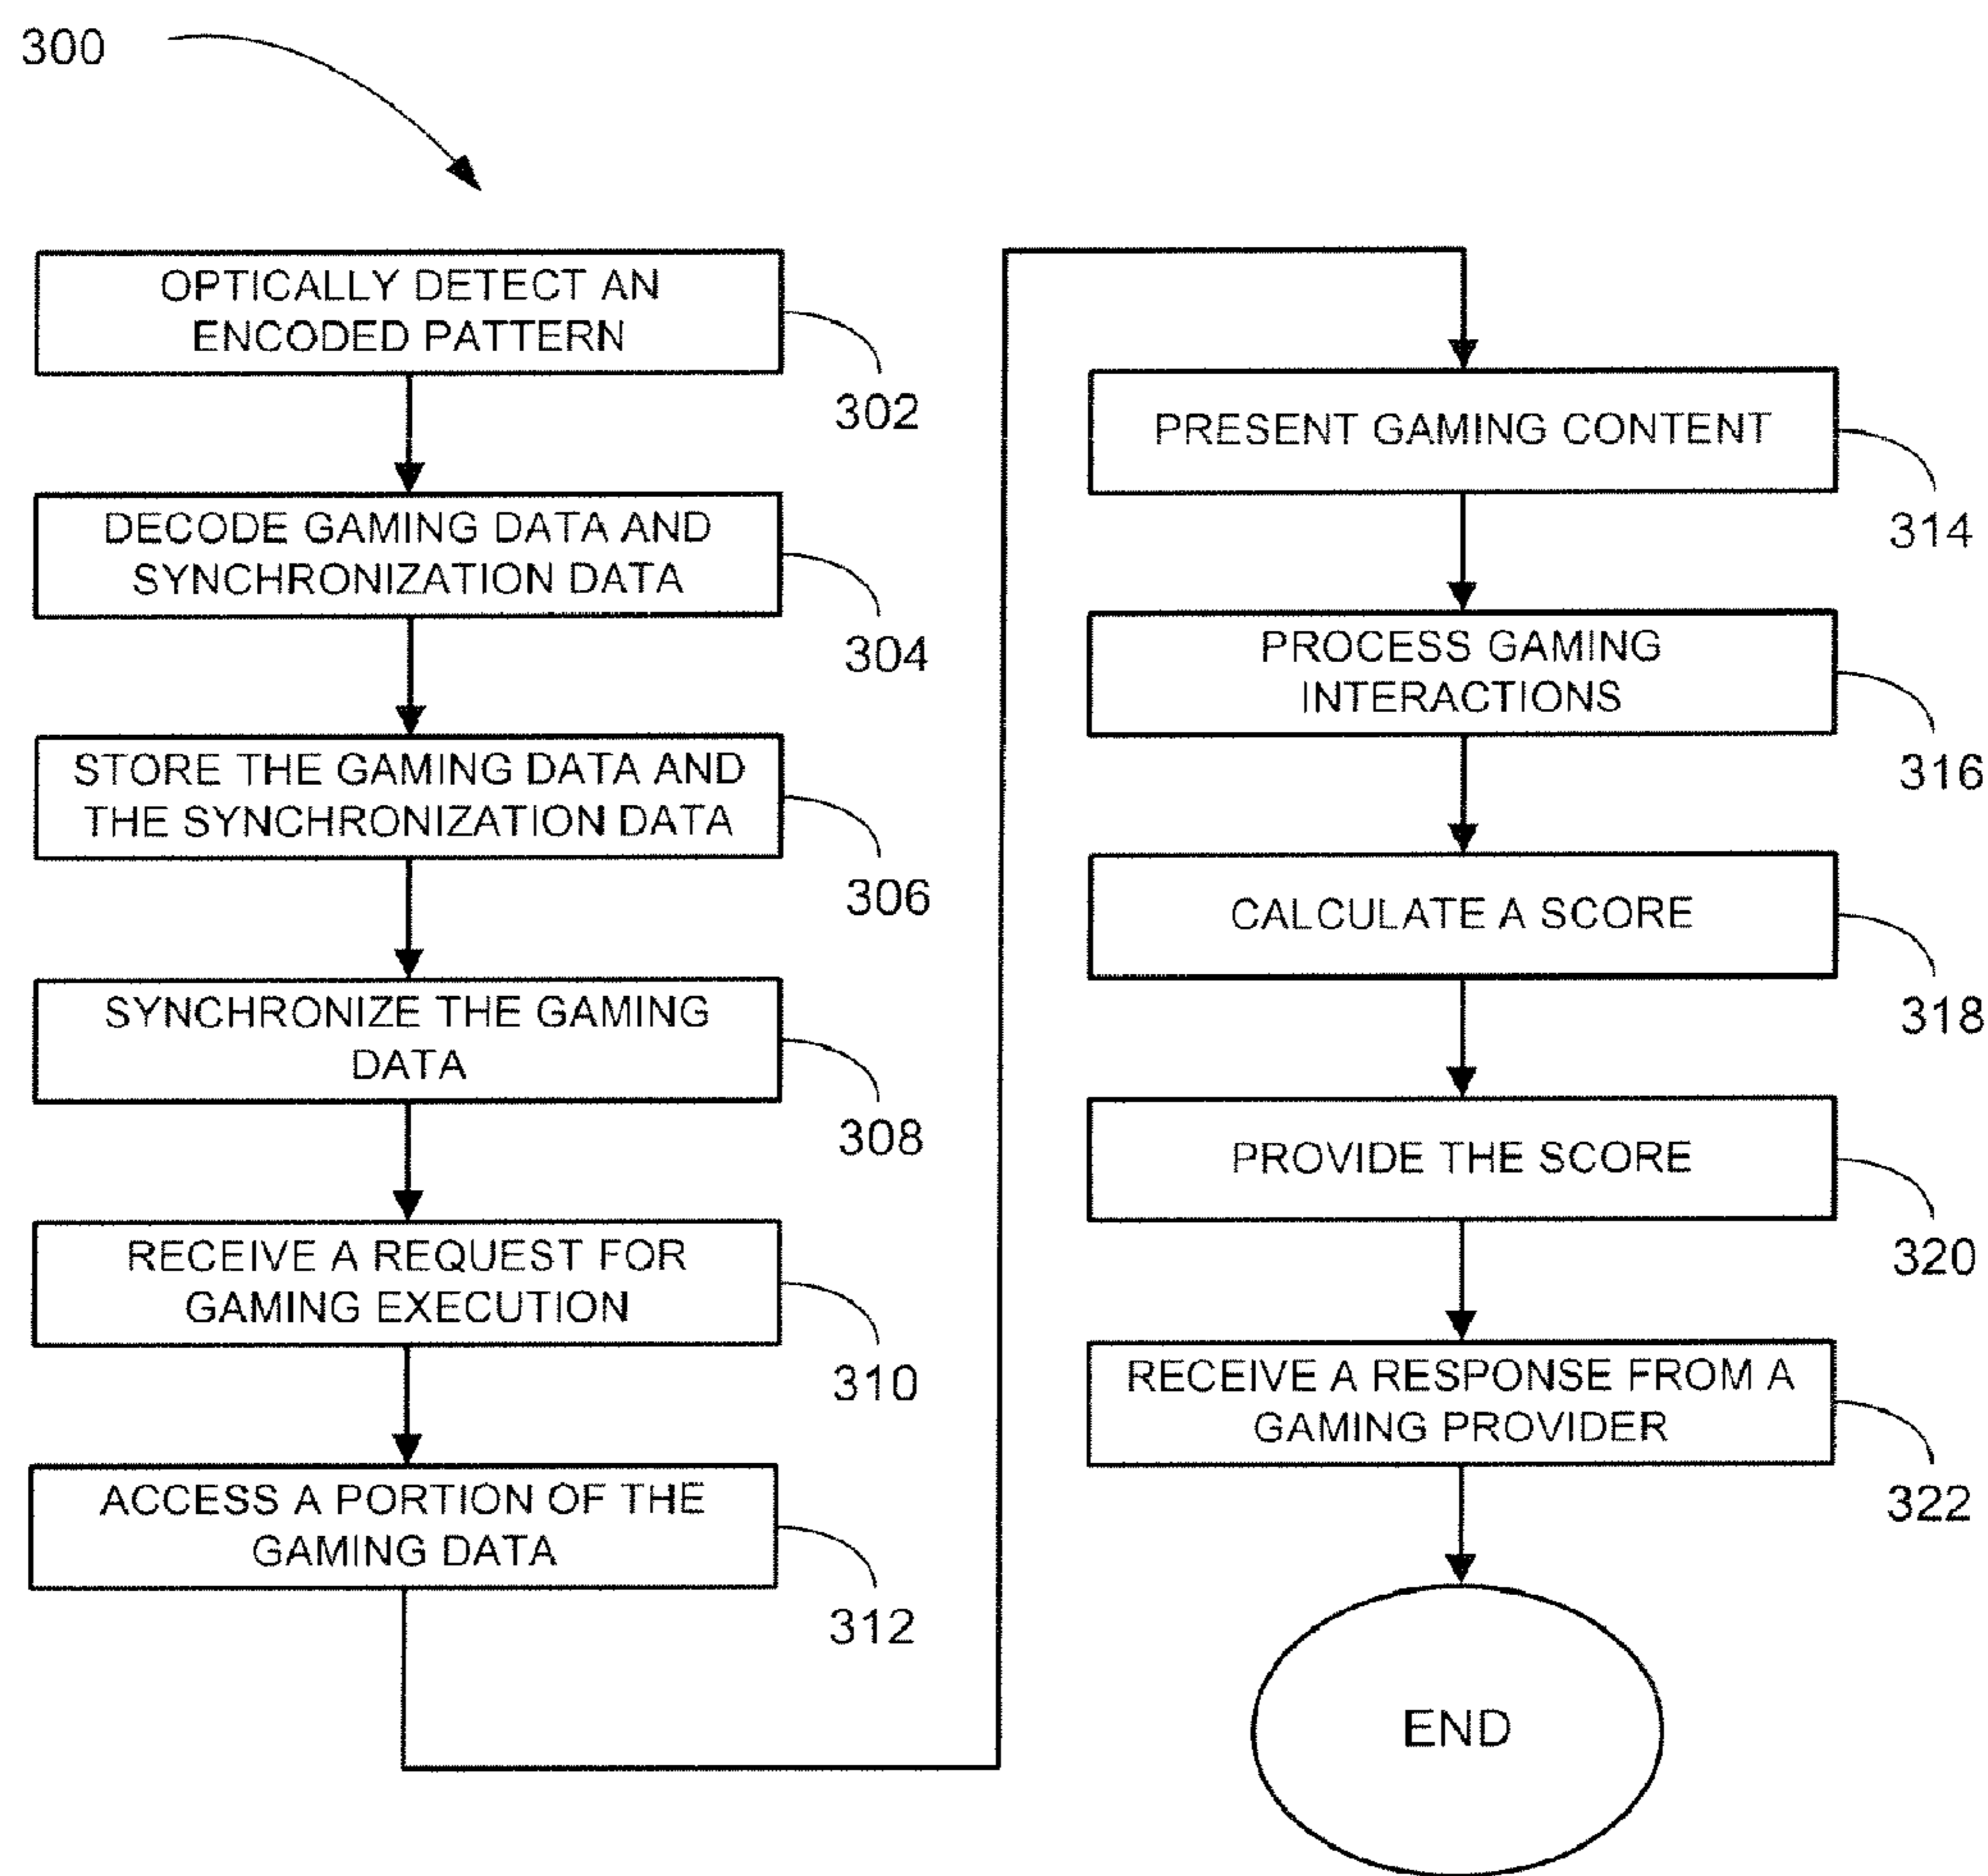 300
OPTICALLY DETECT AN
ENCODED PATTERN
302
DECODE GAMING DATA AND
SYNCHRONIZATION DATA
304
STORE THE GAMING DATA AND
THE SYNCHRONIZATION DATA
306
SYNCHRONIZE THE GAMING
DATA
308
RECEIVE A REQUEST FOR
GAMING EXECUTION
310
ACCESS A PORTION OF THE
GAMING DATA
312
PRESENT GAMING CONTENT
314
PROCESS GAMING
INTERACTIONS
316
CALCULATE A SCORE
318
PROVIDE THE SCORE
320
RECEIVE A RESPONSE FROM A
GAMING PROVIDER
322
END